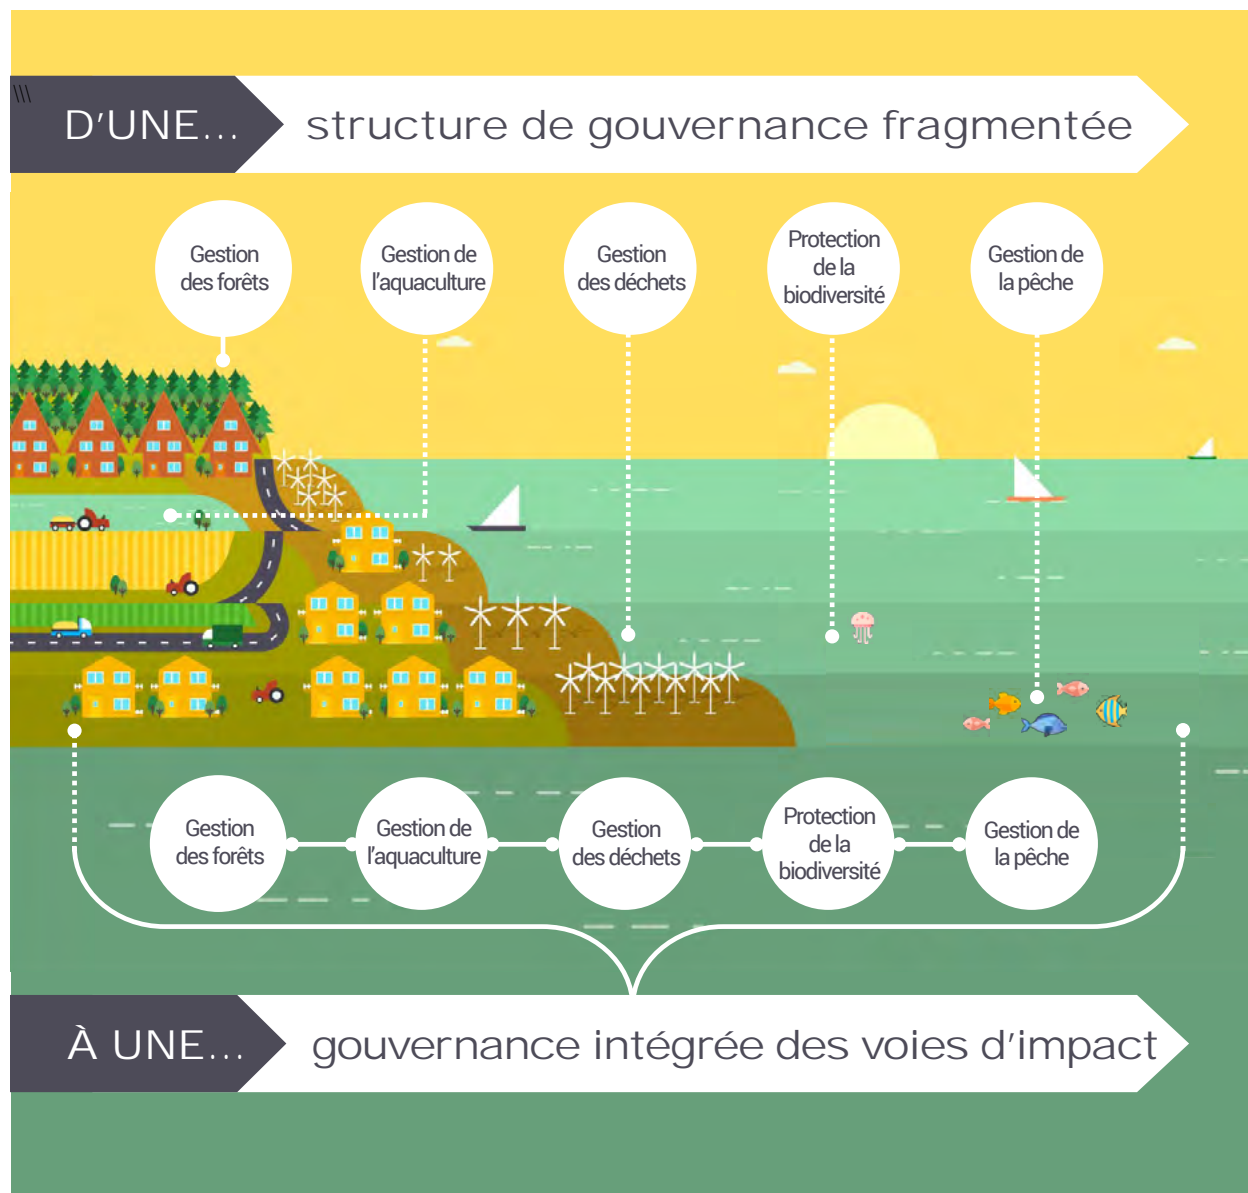 \\\
D'UNE...
structure de gouvernance fragmentée
Gestion
des forêts
Gestion de
l'aquaculture
Gestion
des déchets
Protection
de la
biodiversité
Gestion de
la pêche
Gestion
des forêts
Gestion de
l'aquaculture
Gestion
des déchets
Protection
de la
biodiversité
Gestion de
la pêche
À UNE...
gouvernance intégrée des voies d'impact